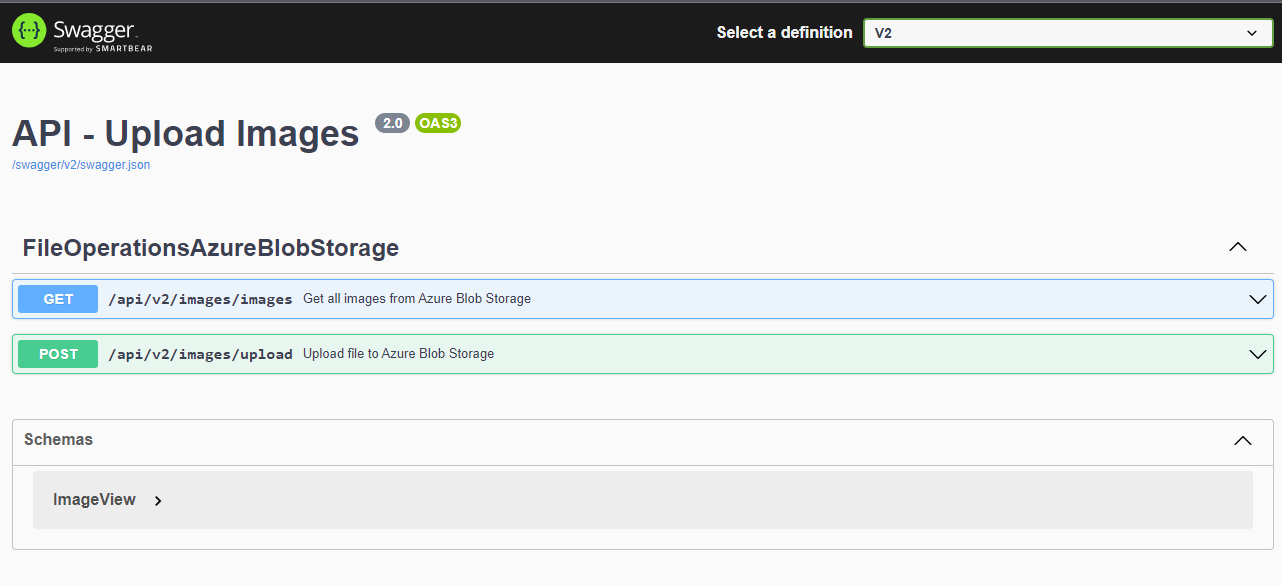 {··} Swagger.
Supported by SMARTBEAR
Select a definition
V2
API - Upload Images 2.0 OAS3
/swagger/v2/swagger.json
FileOperationsAzureBlobStorage
GET /api/v2/images/images Get all images from Azure Blob Storage
POST /api/v2/images/upload Upload file to Azure Blob Storage
Schemas
ImageView